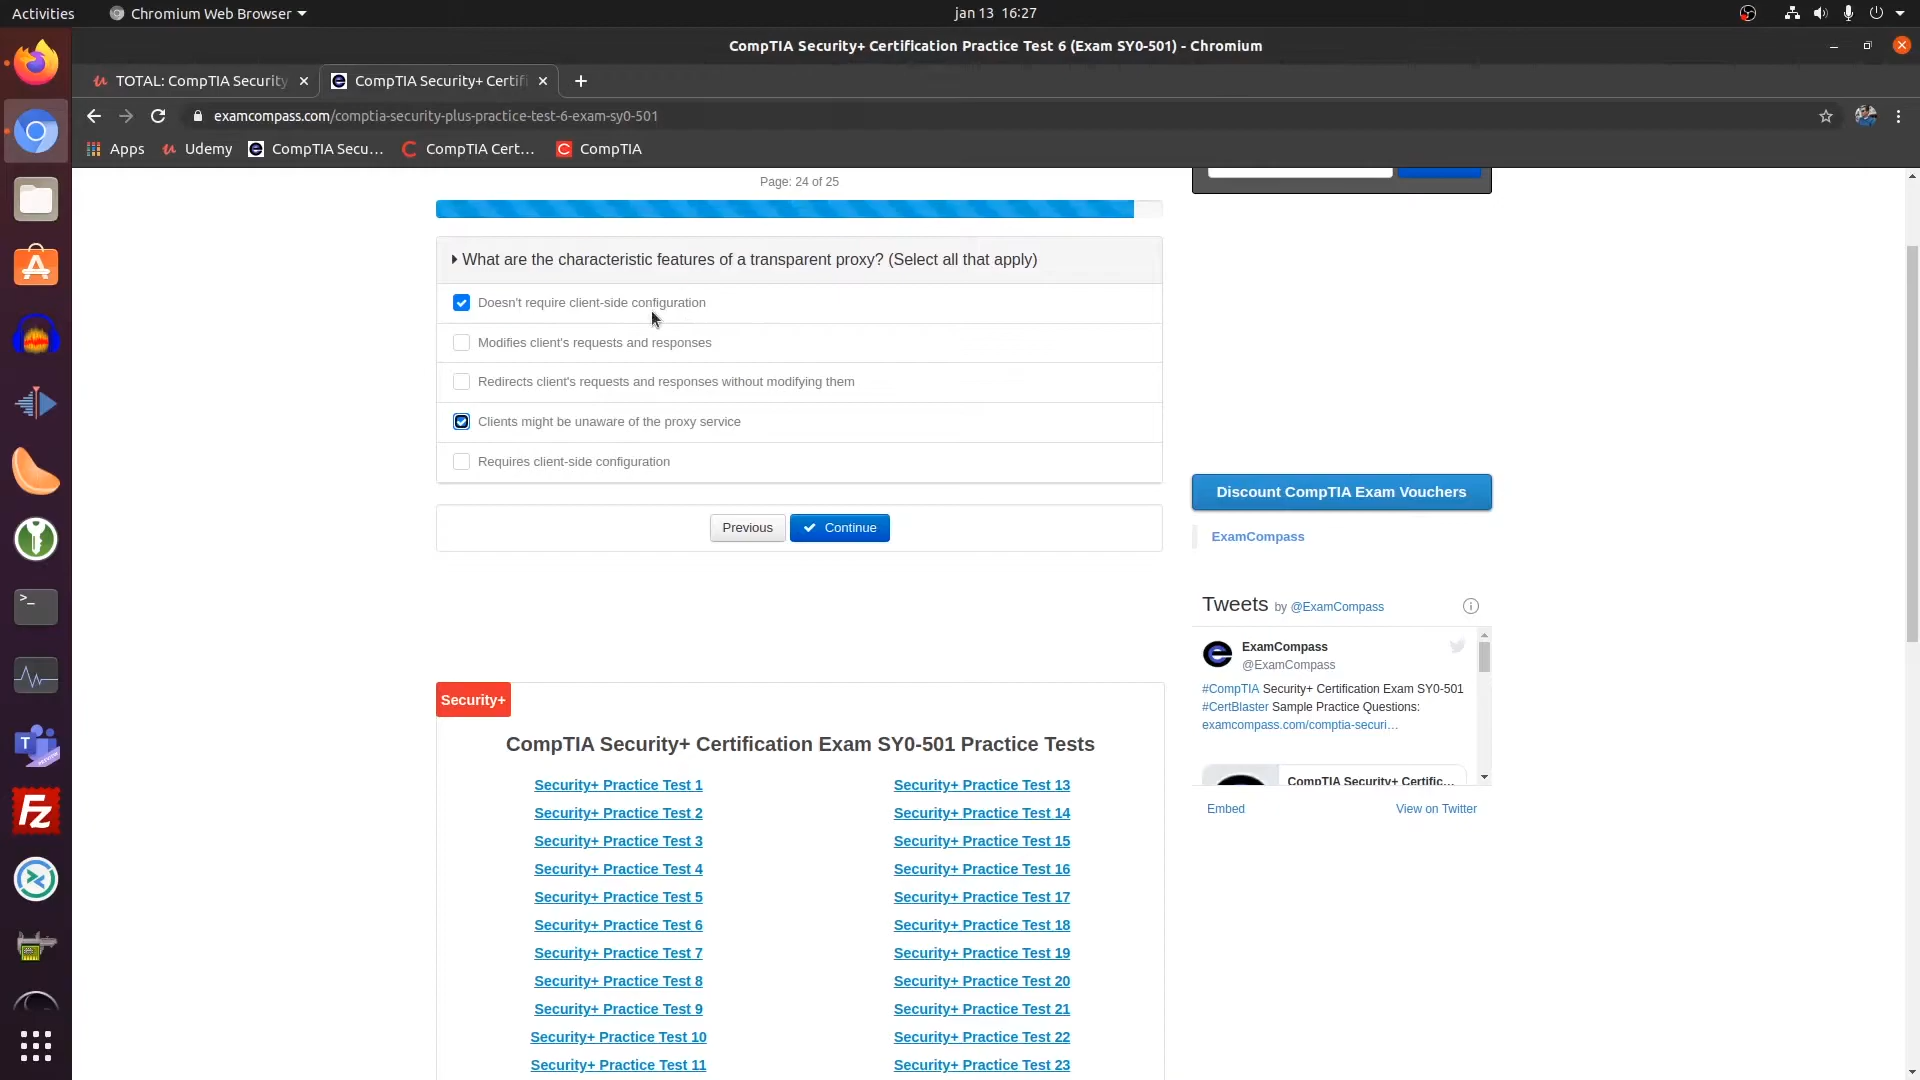 Activities
Chromium Web Browser
jan 13 16:27
CompTIA Security+ Certification Practice Test 6 (Exam SY0-501) - Chromium
TOTAL: CompTIA Security
CompTIA Security+ Certifi
examcompass.com/comptia-security-plus-practice-test-6-exam-sy0-501
Apps
Udemy
CompTIA Secu...
CompTIA Cert...
CompTIA
Page: 24 of 25
What are the characteristic features of a transparent proxy? (Select all that apply)
Doesn't require client-side configuration
Modifies client's requests and responses
Redirects client's requests and responses without modifying them
Clients might be unaware of the proxy service
Requires client-side configuration
Previous
Continue
Discount CompTIA Exam Vouchers
ExamCompass
Tweets by @ExamCompass
ExamCompass
@ExamCompass
#CompTIA Security+ Certification Exam SY0-501
#CertBlaster Sample Practice Questions:
examcompass.com/comptia-securi…
CompTIA Security+ Certific...
Embed
View on Twitter
Security+
CompTIA Security+ Certification Exam SY0-501 Practice Tests
Security+ Practice Test 1
Security+ Practice Test 13
Security+ Practice Test 2
Security+ Practice Test 14
Security+ Practice Test 3
Security+ Practice Test 15
Security+ Practice Test 4
Security+ Practice Test 16
Security+ Practice Test 5
Security+ Practice Test 17
Security+ Practice Test 6
Security+ Practice Test 18
Security+ Practice Test 7
Security+ Practice Test 19
Security+ Practice Test 8
Security+ Practice Test 20
Security+ Practice Test 9
Security+ Practice Test 21
Security+ Practice Test 10
Security+ Practice Test 22
Security+ Practice Test 11
Security+ Practice Test 23